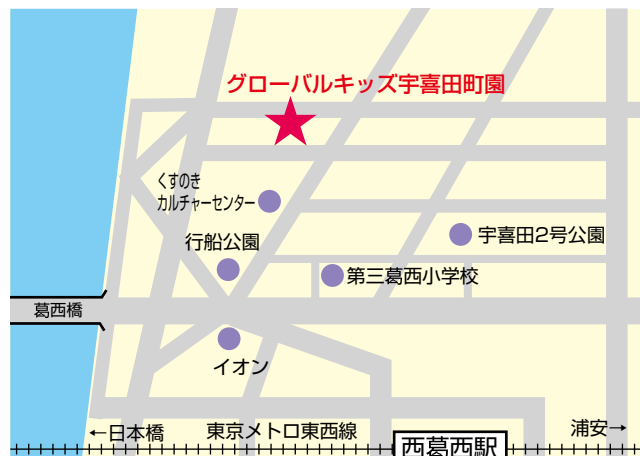 グローバルキッズ宇喜田町園
くすのき
カルチャーセンター
行船公園
宇喜田2号公園
第三葛西小学校
葛西橋
イオン
←日本橋
東京メトロ東西線
浦安→
西葛西駅